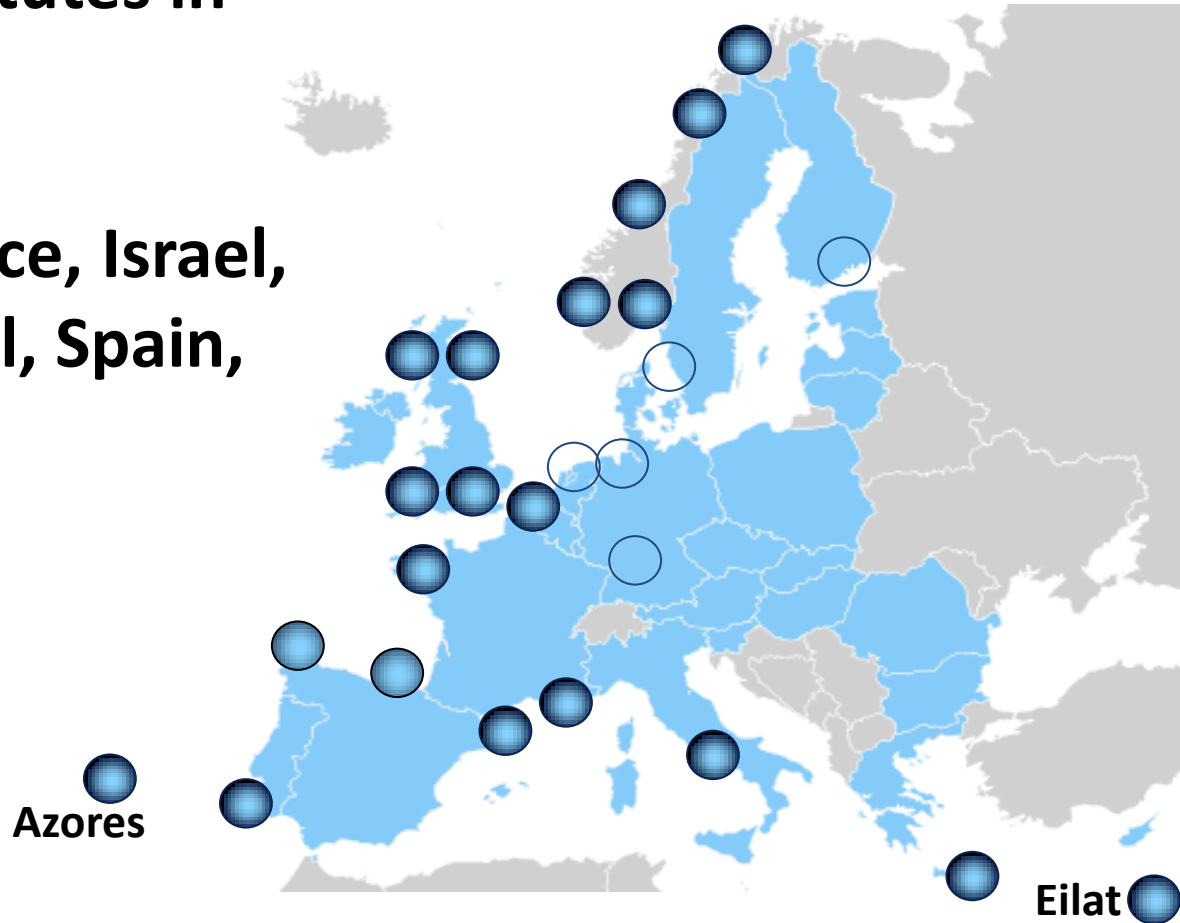 ce, Israel,
l, Spain,
Azores
Eilat